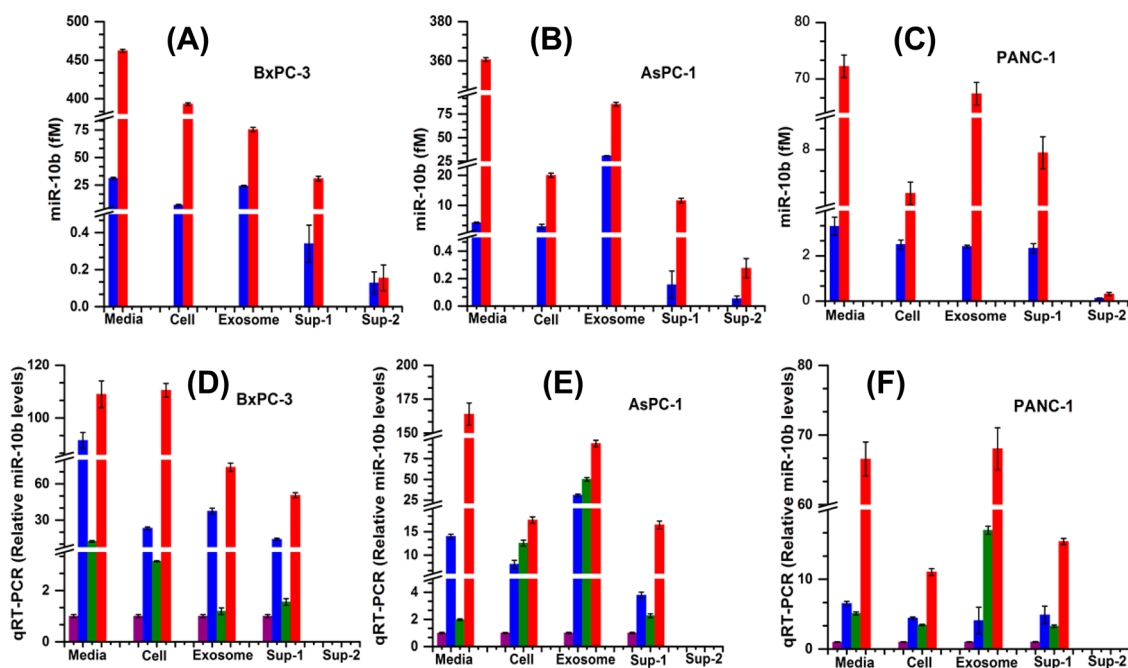 (A)
BxPC-3
miR-10b (fM)
500
450
400
75
50
25
0.4
0.2
0.0
Media Cell Exosome Sup-1 Sup-2
(B)
AsPC-1
miR-10b (fM)
360
75
50
25
20
10
0.4
0.2
0.0
Media Cell Exosome Sup-1 Sup-2
(C)
PANC-1
miR-10b (fM)
80
70
8
2
0
Media Cell Exosome Sup-1 Sup-2
(D)
BxPC-3
qRT-PCR (Relative miR-10b levels)
120
100
60
30
2
0
Media Cell Exosome Sup-1 Sup-2
(E)
AsPC-1
qRT-PCR (Relative miR-10b levels)
200
175
150
75
50
25
15
10
4
2
0
Media Cell Exosome Sup-1 Sup-2
(F)
PANC-1
qRT-PCR (Relative miR-10b levels)
80
70
60
10
0
Media Cell Exosome Sup-1 Sup-2